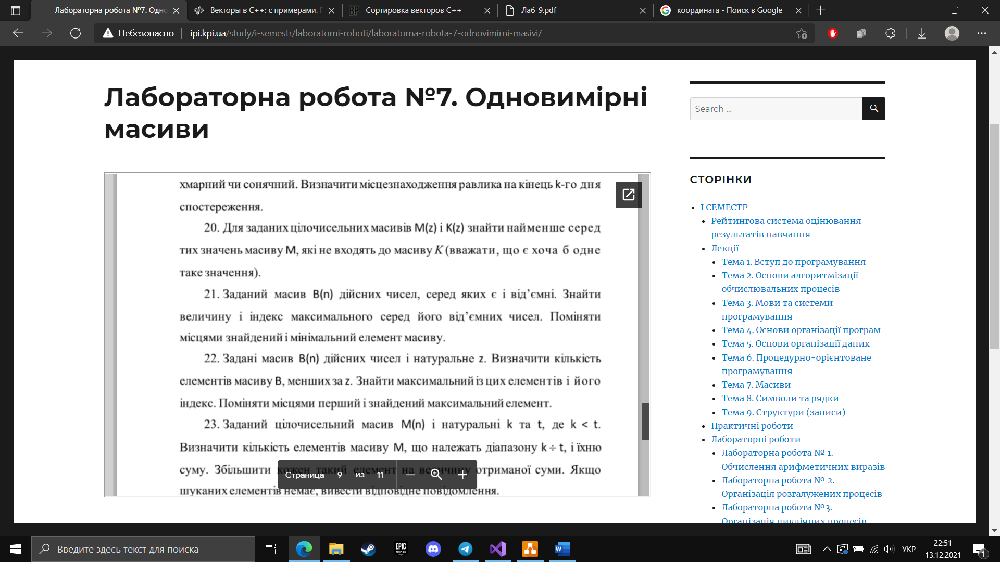 Лабораторна робота №7. Одно
Векторы в C++: с примерами.
Сортировка векторов C++
Лаб_9.pdf
координата - Поиск в Google
Небезопасно
ipi.kpi.ua/study/i-semestr/laboratorni-roboti/laboratorna-robota-7-odnovimirni-masivi/
Лабораторна робота №7. Одновимірні
масиви
хмарний чи сонячний. Визначити місцезнаходження равлика на кінець k-го дня
спостереження.
20. Для заданих цілочисельних масивів M(z) і K(z) знайти найменше серед
тих значень масиву M, які не входять до масиву K (вважати, що є хоча б одне
таке значення).
21. Заданий масив B(n) дійсних чисел, серед яких є і від’ємні. Знайти
величину і індекс максимального серед його від’ємних чисел. Поміняти
місцями знайдений і мінімальний елемент масиву.
22. Задані масив B(n) дійсних чисел і натуральне z. Визначити кількість
елементів масиву B, менших за z. Знайти максимальний із цих елементів і його
індекс. Поміняти місцями перший і знайдений максимальний елемент.
23. Заданий цілочисельний масив M(n) і натуральні k та t, де k < t.
Визначити кількість елементів масиву M, що належать діапазону k ÷ t, і їхню
суму. Збільшити кожен такий елемент на величину отриманої суми. Якщо
шуканих елементів немає, вивести відповідне повідомлення.
Страница 9 из 11
Search ...
СТОРІНКИ
І СЕМЕСТР
Рейтингова система оцінювання
результатів навчання
Лекції
Тема 1. Вступ до програмування
Тема 2. Основи алгоритмізації
обчислювальних процесів
Тема 3. Мови та системи
програмування
Тема 4. Основи організації програм
Тема 5. Основи організації даних
Тема 6. Процедурно-орієнтоване
програмування
Тема 7. Масиви
Тема 8. Символи та рядки
Тема 9. Структури (записи)
Практичні роботи
Лабораторні роботи
Лабораторна робота № 1.
Обчислення арифметичних виразів
Лабораторна робота № 2.
Організація розгалужених процесів
Лабораторна робота №3.
Організація циклічних процесів
Введите здесь текст для поиска
EPIC
GAMES
УКР
22:51
13.12.2021
1